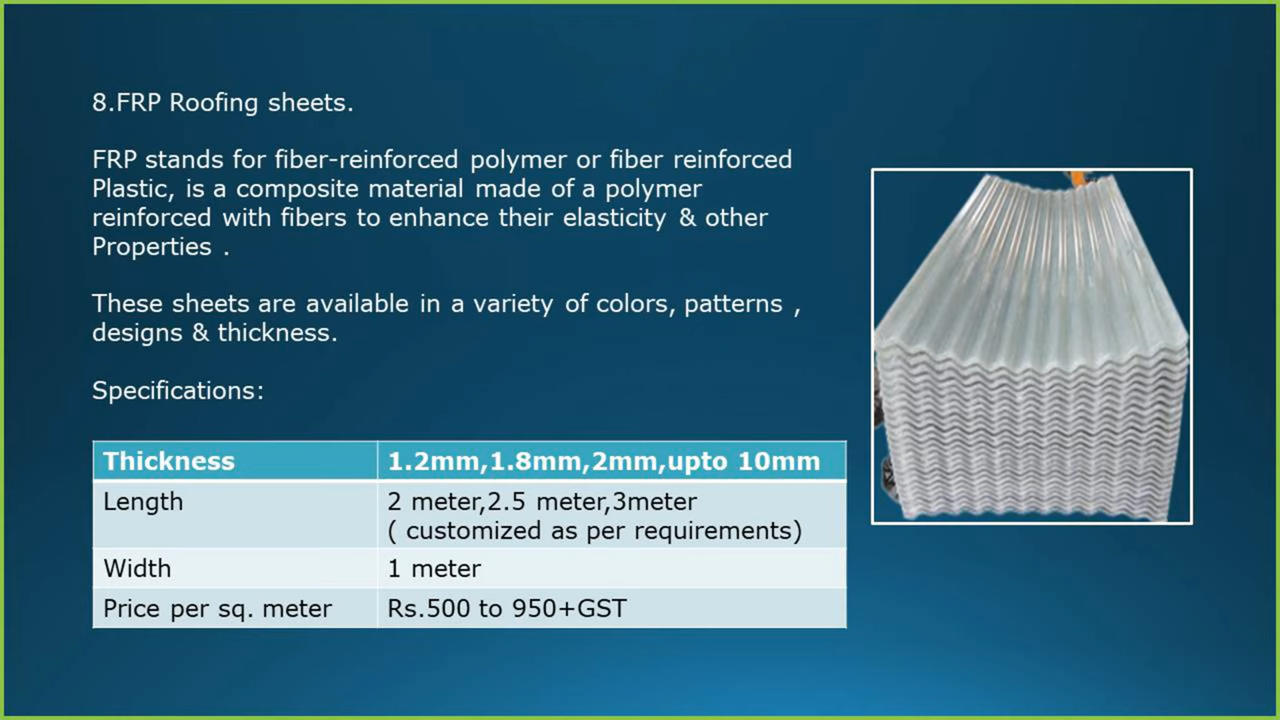 8.FRP Roofing sheets.
FRP stands for fiber-reinforced polymer or fiber reinforced
Plastic, is a composite material made of a polymer
reinforced with fibers to enhance their elasticity & other
Properties .
These sheets are available in a variety of colors, patterns ,
designs & thickness.
Specifications:
Thickness 1.2mm,1.8mm,2mm,upto 10mm
Length 2 meter,2.5 meter,3meter
( customized as per requirements)
Width 1 meter
Price per sq. meter Rs.500 to 950+GST